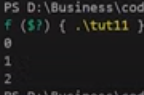 PS D:\Business\cod
f ($?) { .\tut11 }
0
1
2
PS D:\Business\cod